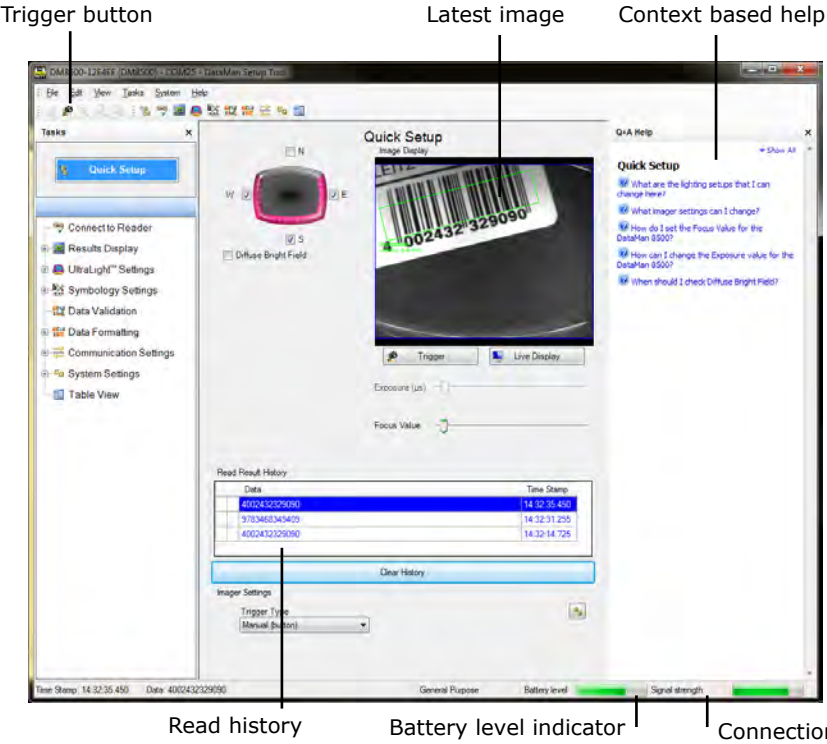 Trigger button Latest image Context based help
DM8500-1264FF (DM8500) - COM25 - DataMan Setup Tool
File Edit View Tasks System Help
Tasks
Quick Setup
Connect to Reader
Results Display
UltraLight™ Settings
Symbology Settings
Data Validation
Data Formatting
Communication Settings
System Settings
Table View
Quick Setup
Image Display
N
W
E
S
Diffuse Bright Field
4 002432 329090
Trigger Live Display
Exposure (µs)
Focus Value
Read Result History
Data Time Stamp
4002432329090 14:32:35.450
9783468349409 14:32:31.255
4002432329090 14:32:14.725
Clear History
Imager Settings
Trigger Type
Manual (button)
Q+A Help
Show All
Quick Setup
What are the lighting setups that I can
change here?
What imager settings can I change?
How do I set the Focus Value for the
DataMan 8500?
How can I change the Exposure value for the
DataMan 8500?
When should I check Diffuse Bright Field?
Time Stamp: 14:32:35.450 Data: 4002432329090 General Purpose Battery level Signal strength
Read history Battery level indicator Connection